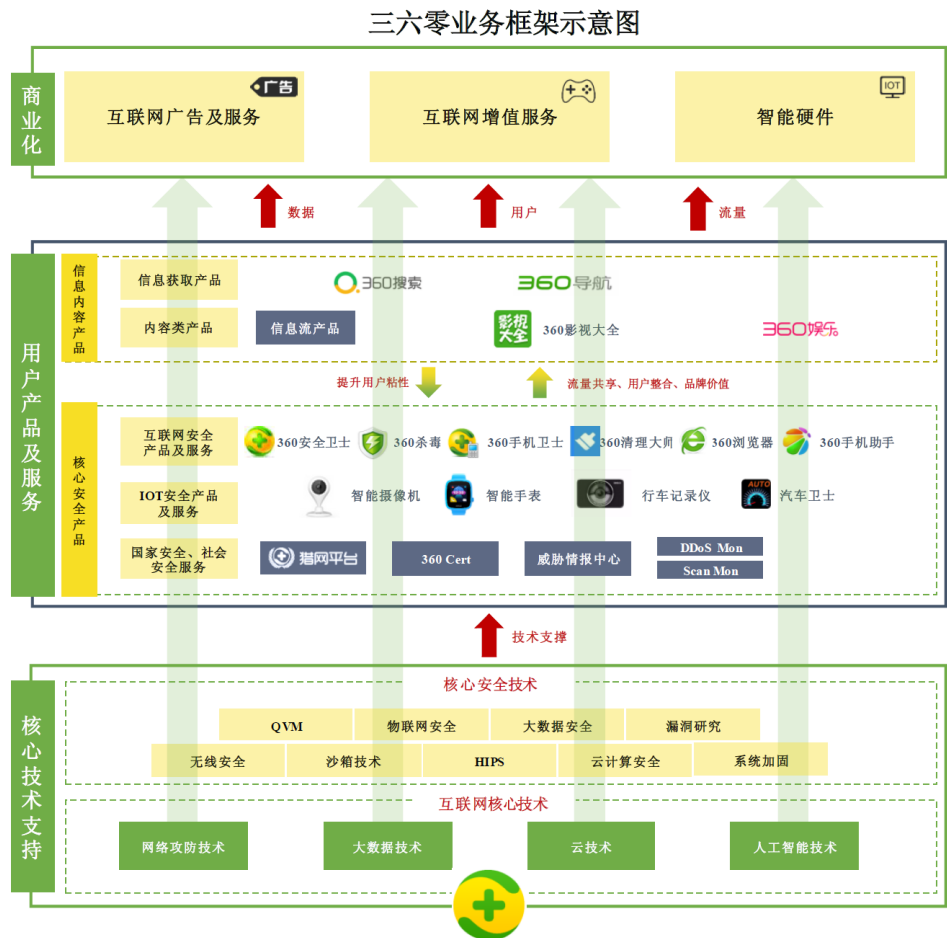 三六零业务框架示意图
商业化
广告
互联网广告及服务
互联网增值服务
IOT
智能硬件
数据
用户
流量
用户产品及服务
信息内容产品
信息获取产品
360搜索
360导航
内容类产品
信息流产品
影视大全
360影视大全
360娱乐
提升用户粘性
流量共享、用户整合、品牌价值
核心安全产品
互联网安全
产品及服务
360安全卫士
360杀毒
360手机卫士
360清理大师
360浏览器
360手机助手
IOT安全产品
及服务
智能摄像机
智能手表
行车记录仪
AUTO
汽车卫士
国家安全、社会
安全服务
猎网平台
360 Cert
威胁情报中心
DDoS Mon
Scan Mon
技术支撑
核心技术支持
核心安全技术
QVM
物联网安全
大数据安全
漏洞研究
无线安全
沙箱技术
HIPS
云计算安全
系统加固
互联网核心技术
网络攻防技术
大数据技术
云技术
人工智能技术